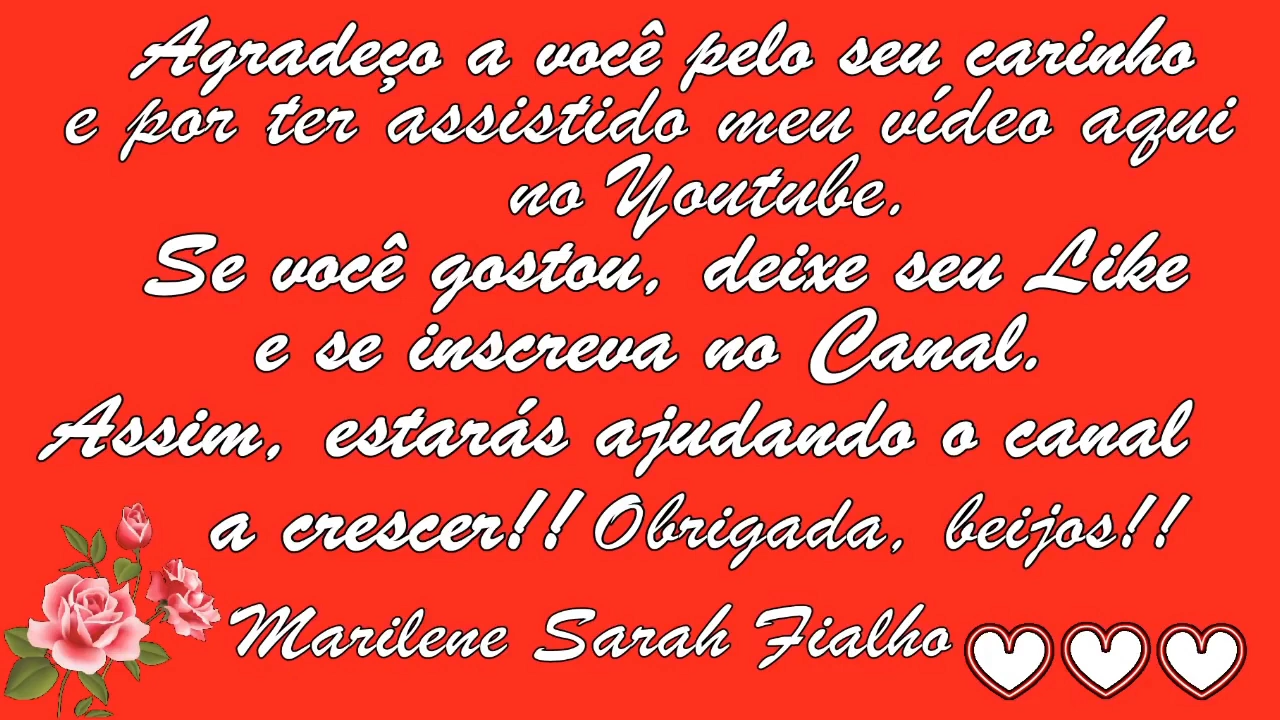 Agradeço a você pelo seu carinho
e por ter assistido meu vídeo aqui
no Youtube.
Se você gostou, deixe seu Like
e se inscreva no Canal.
Assim, estarás ajudando o canal
a crescer!! Obrigada, beijos!!
Marilene Sarah Fialho